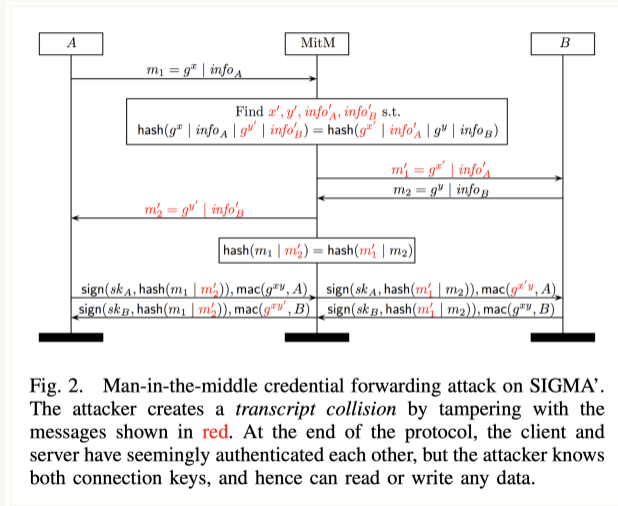 A MitM B
m₁ = gˣ | info_A
Find x′, y′, info′_A, info′_B s.t.
hash(gˣ | info_A | g^{y′} | info′_B) = hash(g^{x′} | info′_A | g^y | info_B)
m′₁ = g^{x′} | info′_A
m₂ = g^y | info_B
m′₂ = g^{y′} | info′_B
hash(m₁ | m′₂) = hash(m′₁ | m₂)
sign(sk_A, hash(m₁ | m′₂)), mac(g^{xy}, A) sign(sk_A, hash(m′₁ | m₂)), mac(g^{x′y}, A)
sign(sk_B, hash(m₁ | m′₂)), mac(g^{xy′}, B) sign(sk_B, hash(m′₁ | m₂)), mac(g^{xy}, B)
Fig. 2. Man-in-the-middle credential forwarding attack on SIGMA’.
The attacker creates a transcript collision by tampering with the
messages shown in red. At the end of the protocol, the client and
server have seemingly authenticated each other, but the attacker knows
both connection keys, and hence can read or write any data.